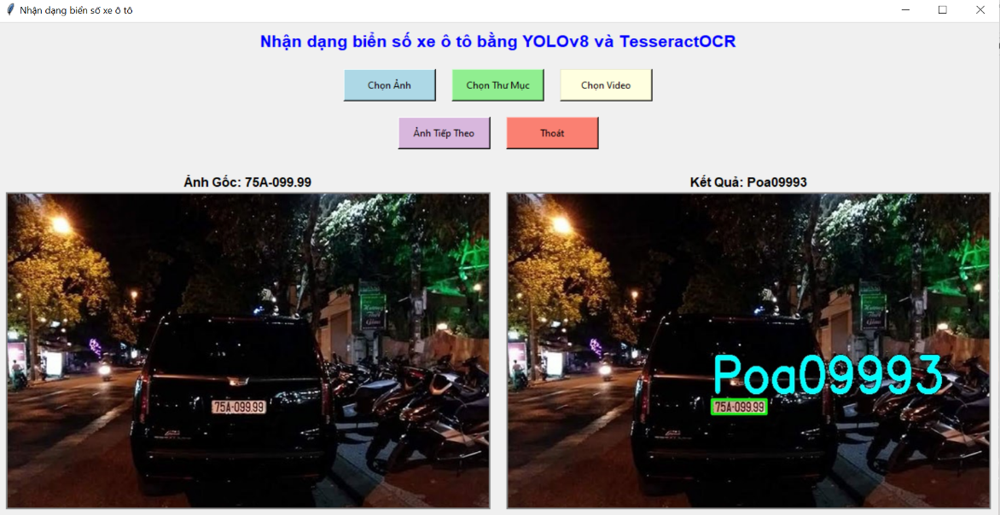 Nhận dạng biển số xe ô tô
Nhận dạng biển số xe ô tô bằng YOLOv8 và TesseractOCR
Chọn Ảnh
Chọn Thư Mục
Chọn Video
Ảnh Tiếp Theo
Thoát
Ảnh Gốc: 75A-099.99
Kết Quả: Poa09993
75A-099.99
Poa09993
75A-099.99